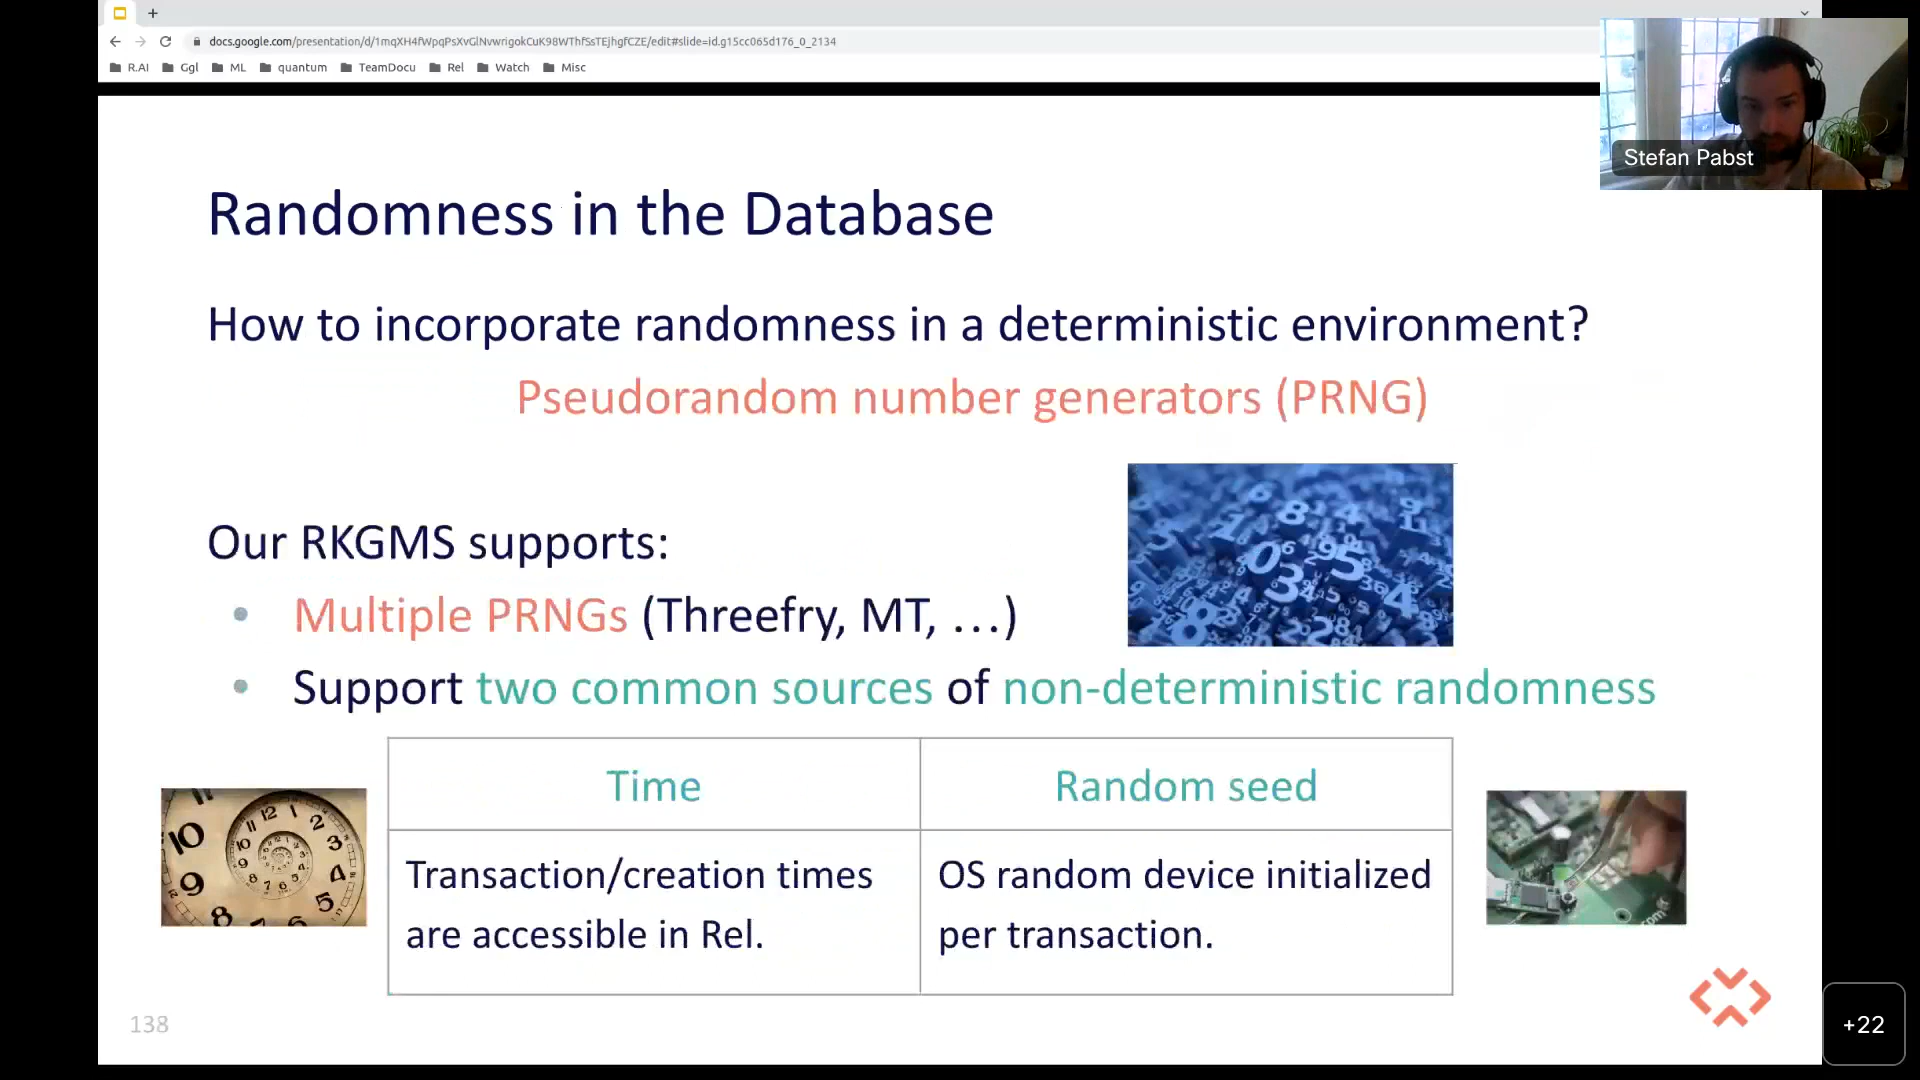 docs.google.com/presentation/d/1mqXH4fWpqPsXvGlNvwrigokCuK98WThfSsTEjhgfCZE/edit#slide=id.g15cc065d176_0_2134
R.AI Ggl ML quantum TeamDocu Rel Watch Misc
Stefan Pabst
Randomness in the Database
How to incorporate randomness in a deterministic environment?
Pseudorandom number generators (PRNG)
Our RKGMS supports:
Multiple PRNGs (Threefry, MT, ...)
Support two common sources of non-deterministic randomness
Time Random seed
Transaction/creation times
are accessible in Rel.
OS random device initialized
per transaction.
138
+22